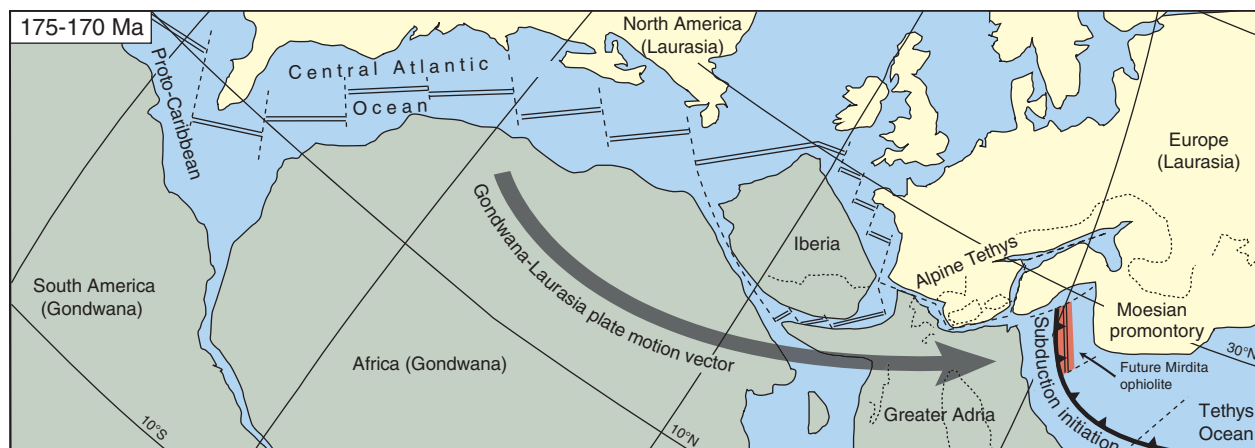 175-170 Ma
North America
(Laurasia)
Proto-Caribbean
Central Atlantic
Ocean
Europe
(Laurasia)
Gondwana-Laurasia plate motion vector
Iberia
Alpine Tethys
South America
(Gondwana)
Moesian
promontory
Subduction initiation
30°N
Africa (Gondwana)
Future Mirdita
ophiolite
Greater Adria
Tethys
Ocean
10°S
10°N